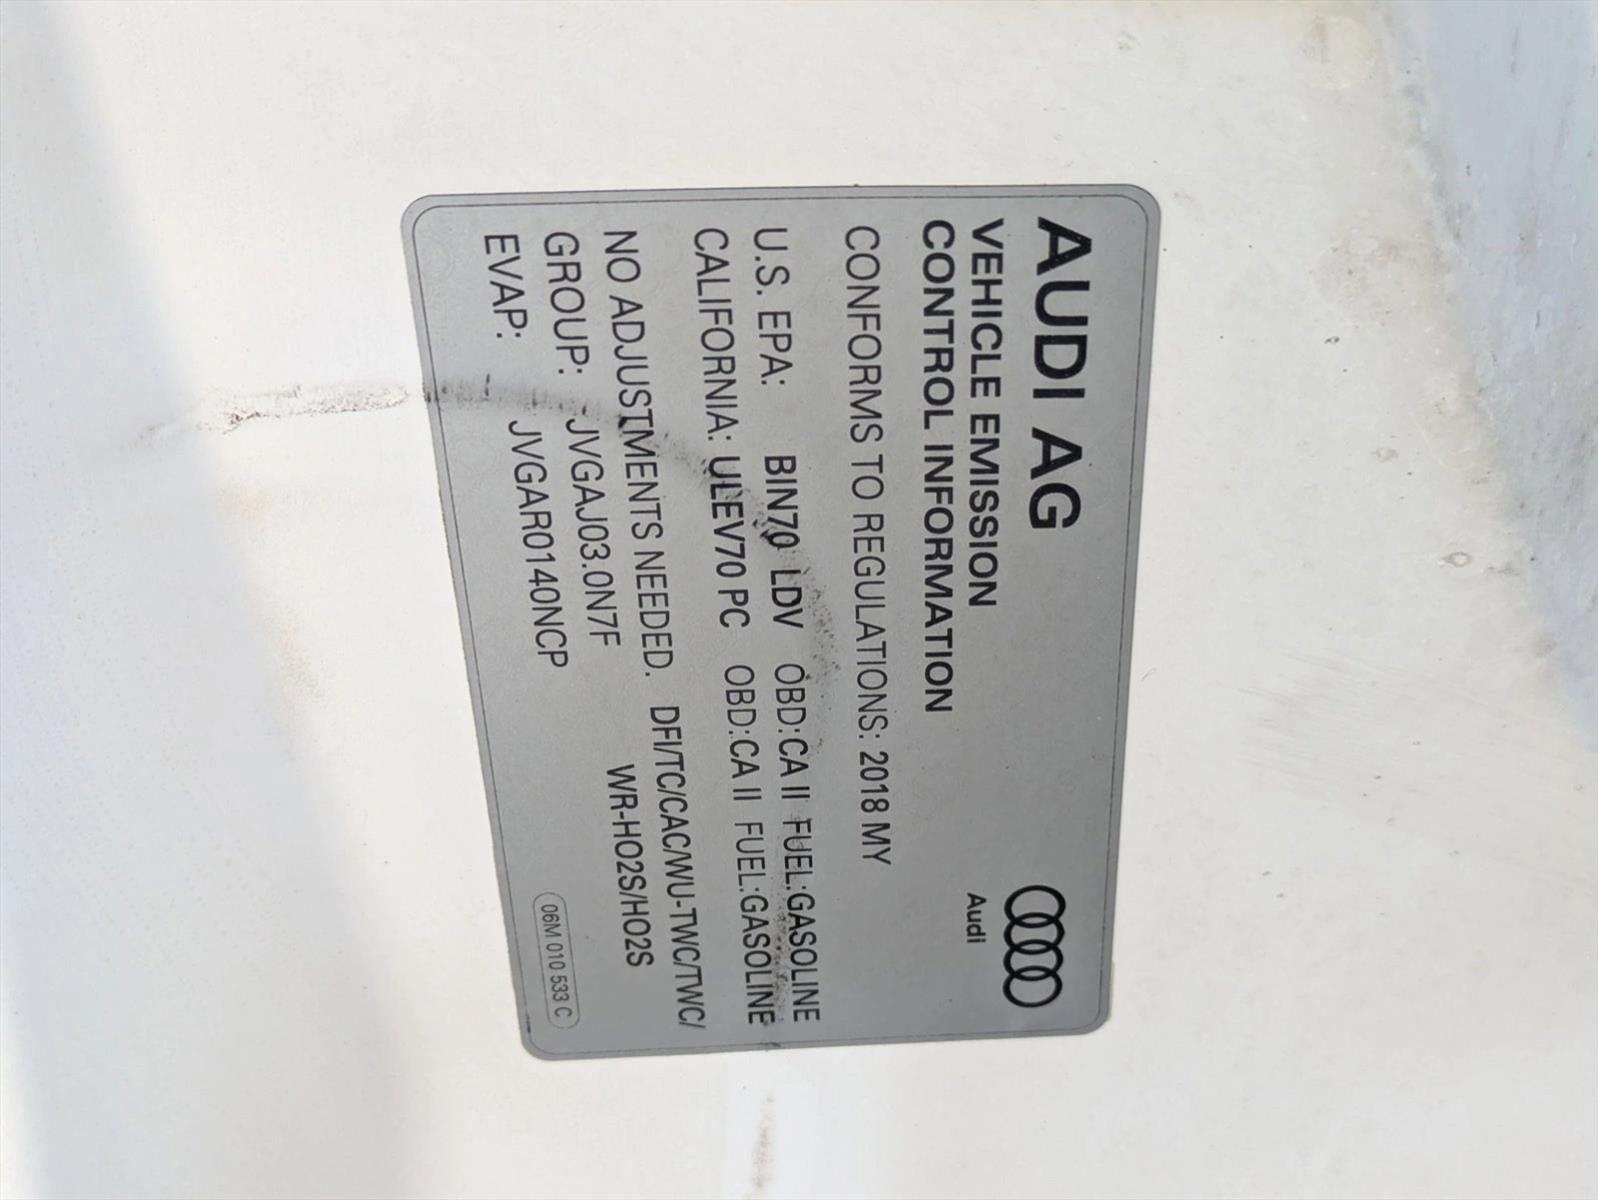 AUDI AG
VEHICLE EMISSION
CONTROL INFORMATION
Audi
CONFORMS TO REGULATIONS: 2018 MY
U.S. EPA: BIN70 LDV OBD:CA II FUEL:GASOLINE
CALIFORNIA: ULEV70 PC OBD:CA II FUEL:GASOLINE
NO ADJUSTMENTS NEEDED. DFI/TC/CAC/WU-TWC/TWC/
GROUP: JVGAJ03.0N7F WR-HO2S/HO2S
EVAP: JVGAR0140NCP
06M 010 533 C